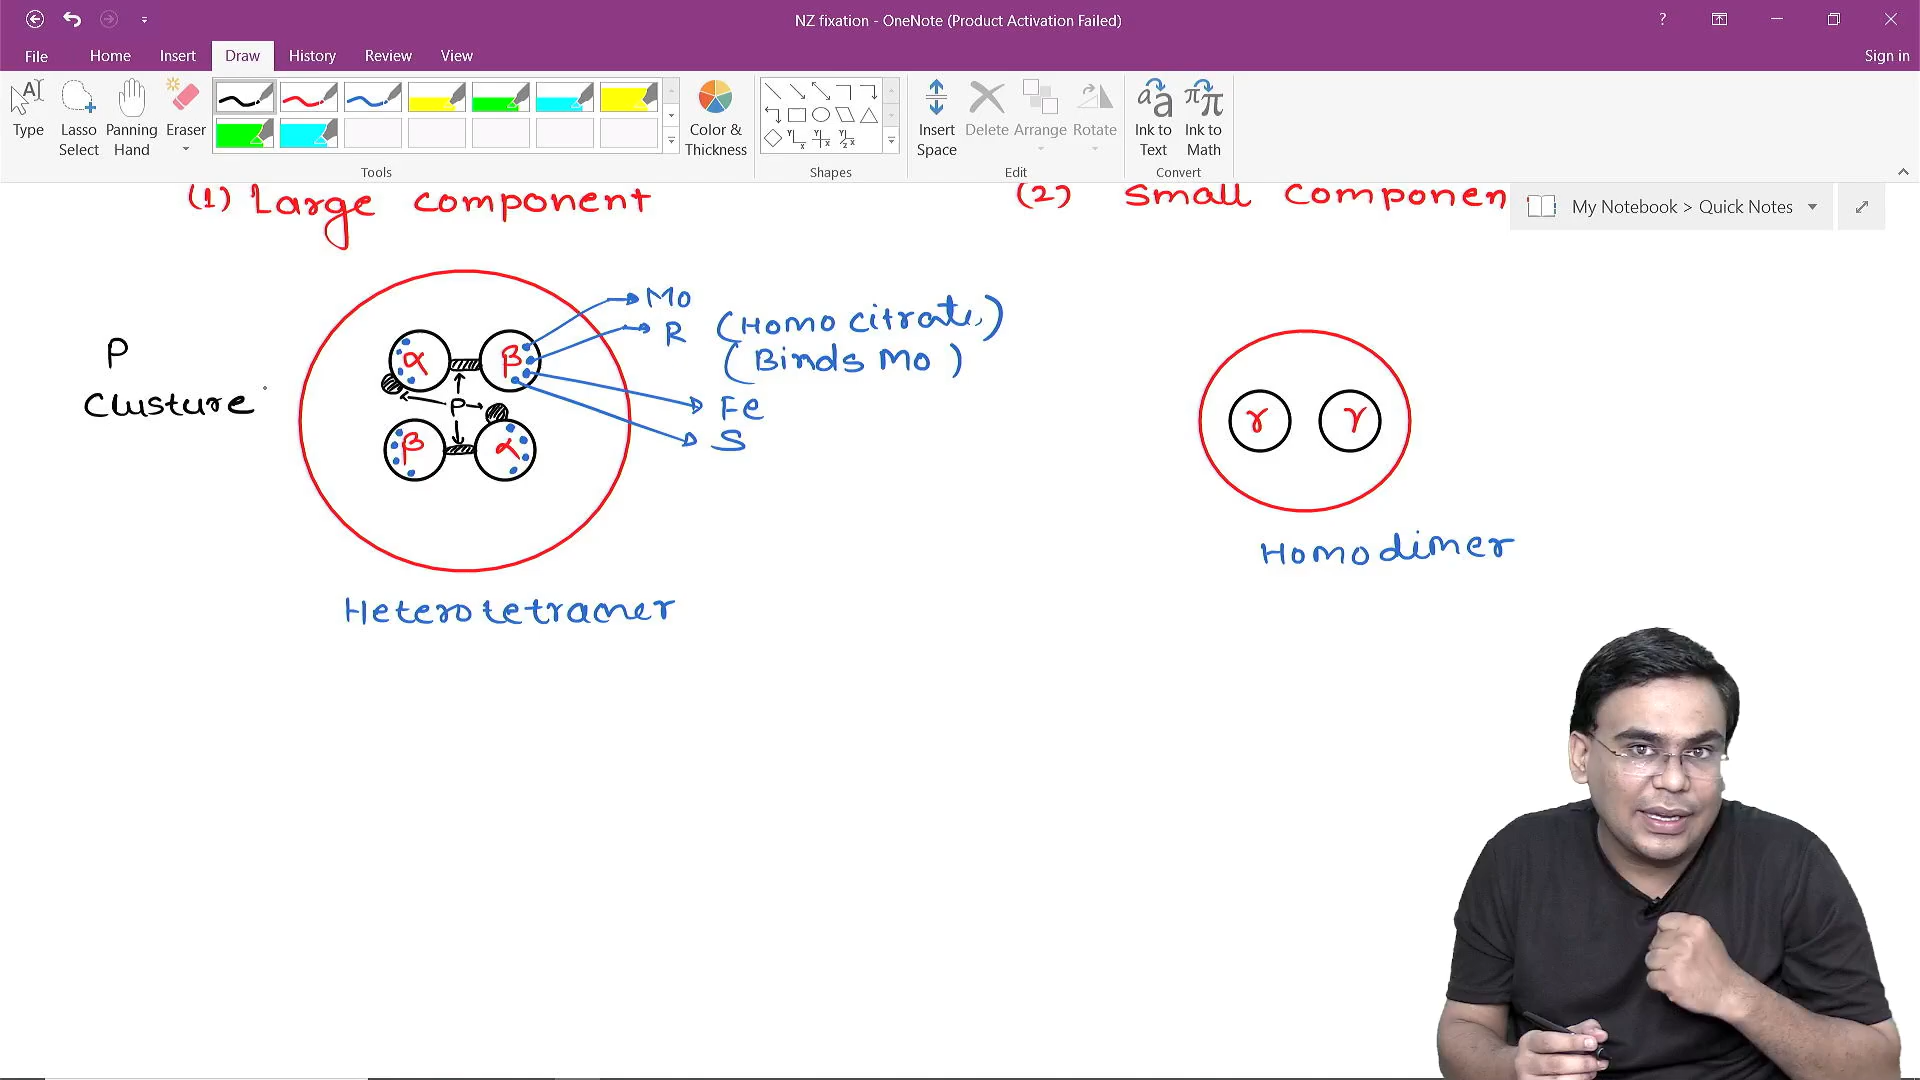 NZ fixation - OneNote (Product Activation Failed)
?
File Home Insert Draw History Review View
Sign in
Type
Lasso Select
Panning Hand
Eraser
Color & Thickness
Insert Space
Delete
Arrange
Rotate
Ink to Text
Ink to Math
Tools
Shapes
Edit
Convert
My Notebook > Quick Notes
(1) Large component
(2) Small componen
Mo
R (Homocitrate,)
(Binds Mo)
Fe
S
P
Clusture
α β
P
β α
γ γ
Heterotetramer
Homodimer